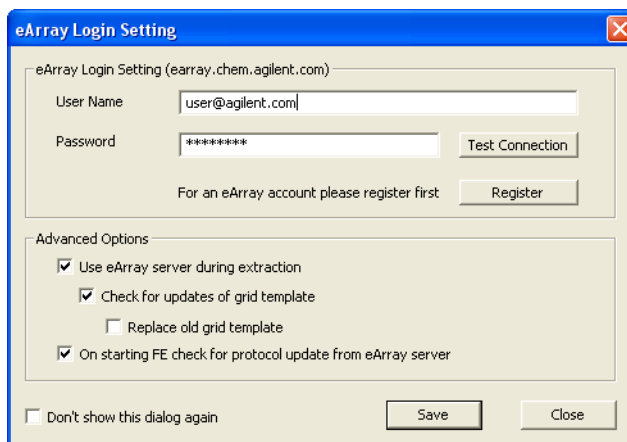 eArray Login Setting
eArray Login Setting (earray.chem.agilent.com)
User Name user@agilent.com
Password ******** Test Connection
For an eArray account please register first Register
Advanced Options
Use eArray server during extraction
Check for updates of grid template
Replace old grid template
On starting FE check for protocol update from eArray server
Don't show this dialog again Save Close